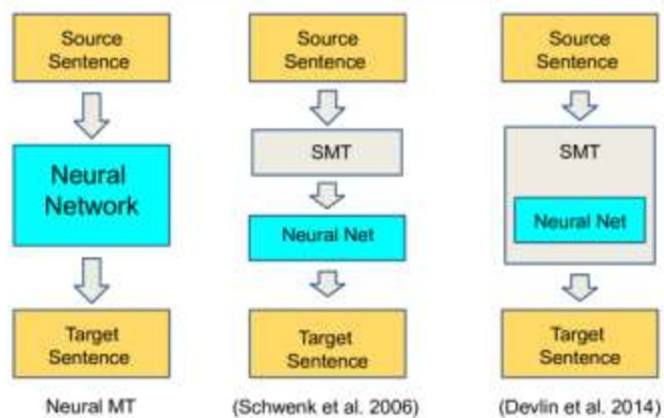 Source
Sentence
Neural
Network
Target
Sentence
Neural MT
Source
Sentence
SMT
Neural Net
Target
Sentence
(Schwenk et al. 2006)
Source
Sentence
SMT
Neural Net
Target
Sentence
(Devlin et al. 2014)